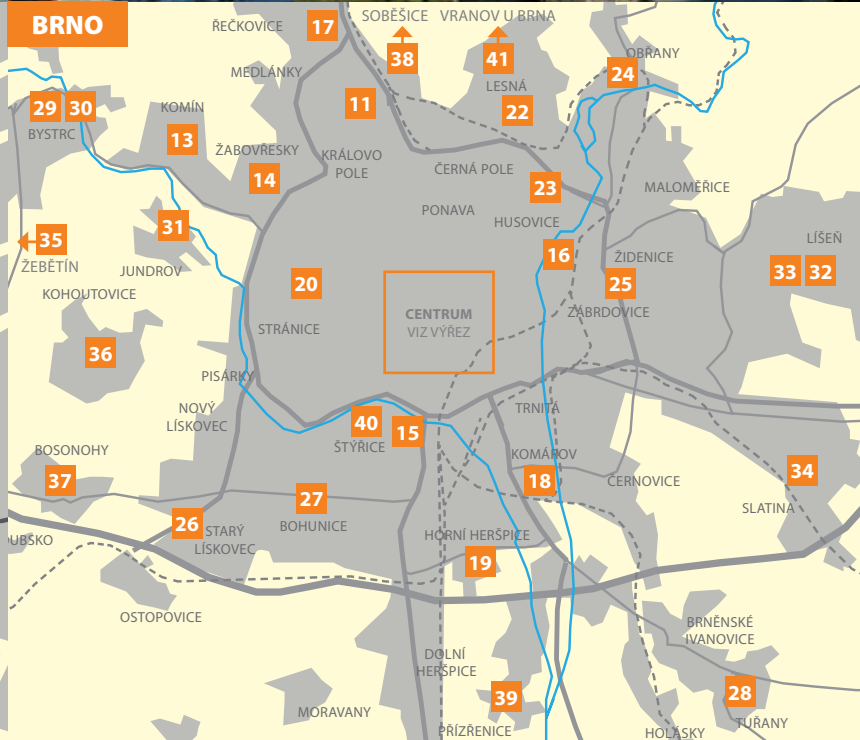 BRNO
ŘEČKOVICE
17
SOBĚŠICE
VRANOV U BRNA
38
41
OBŘANY
24
MEDLÁNKY
LESNÁ
22
11
29
30
BYSTRC
KOMÍN
13
ŽABOVŘESKY
14
KRÁLOVO
POLE
ČERNÁ POLE
23
MALOMĚŘICE
PONAVA
HUSOVICE
31
35
ŽEBĚTÍN
JUNDROV
16
ŽIDENICE
25
LÍŠEŇ
33
32
KOHOUTOVICE
20
STRÁNICE
CENTRUM
VIZ VÝŘEZ
ZÁBRDOVICE
36
PISÁRKY
NOVÝ
LÍSKOVEC
TRNITÁ
40
15
ŠTÝŘICE
BOSONOHY
37
KOMÁROV
18
ČERNOVICE
34
SLATINA
27
BOHUNICE
26
STARÝ
LÍSKOVEC
UBSKO
HORNÍ HERŠPICE
19
OSTOPOVICE
BRNĚNSKÉ
IVANOVICE
DOLNÍ
HERŠPICE
39
28
TUŘANY
MORAVANY
PŘÍZŘENICE
HOLÁSKY